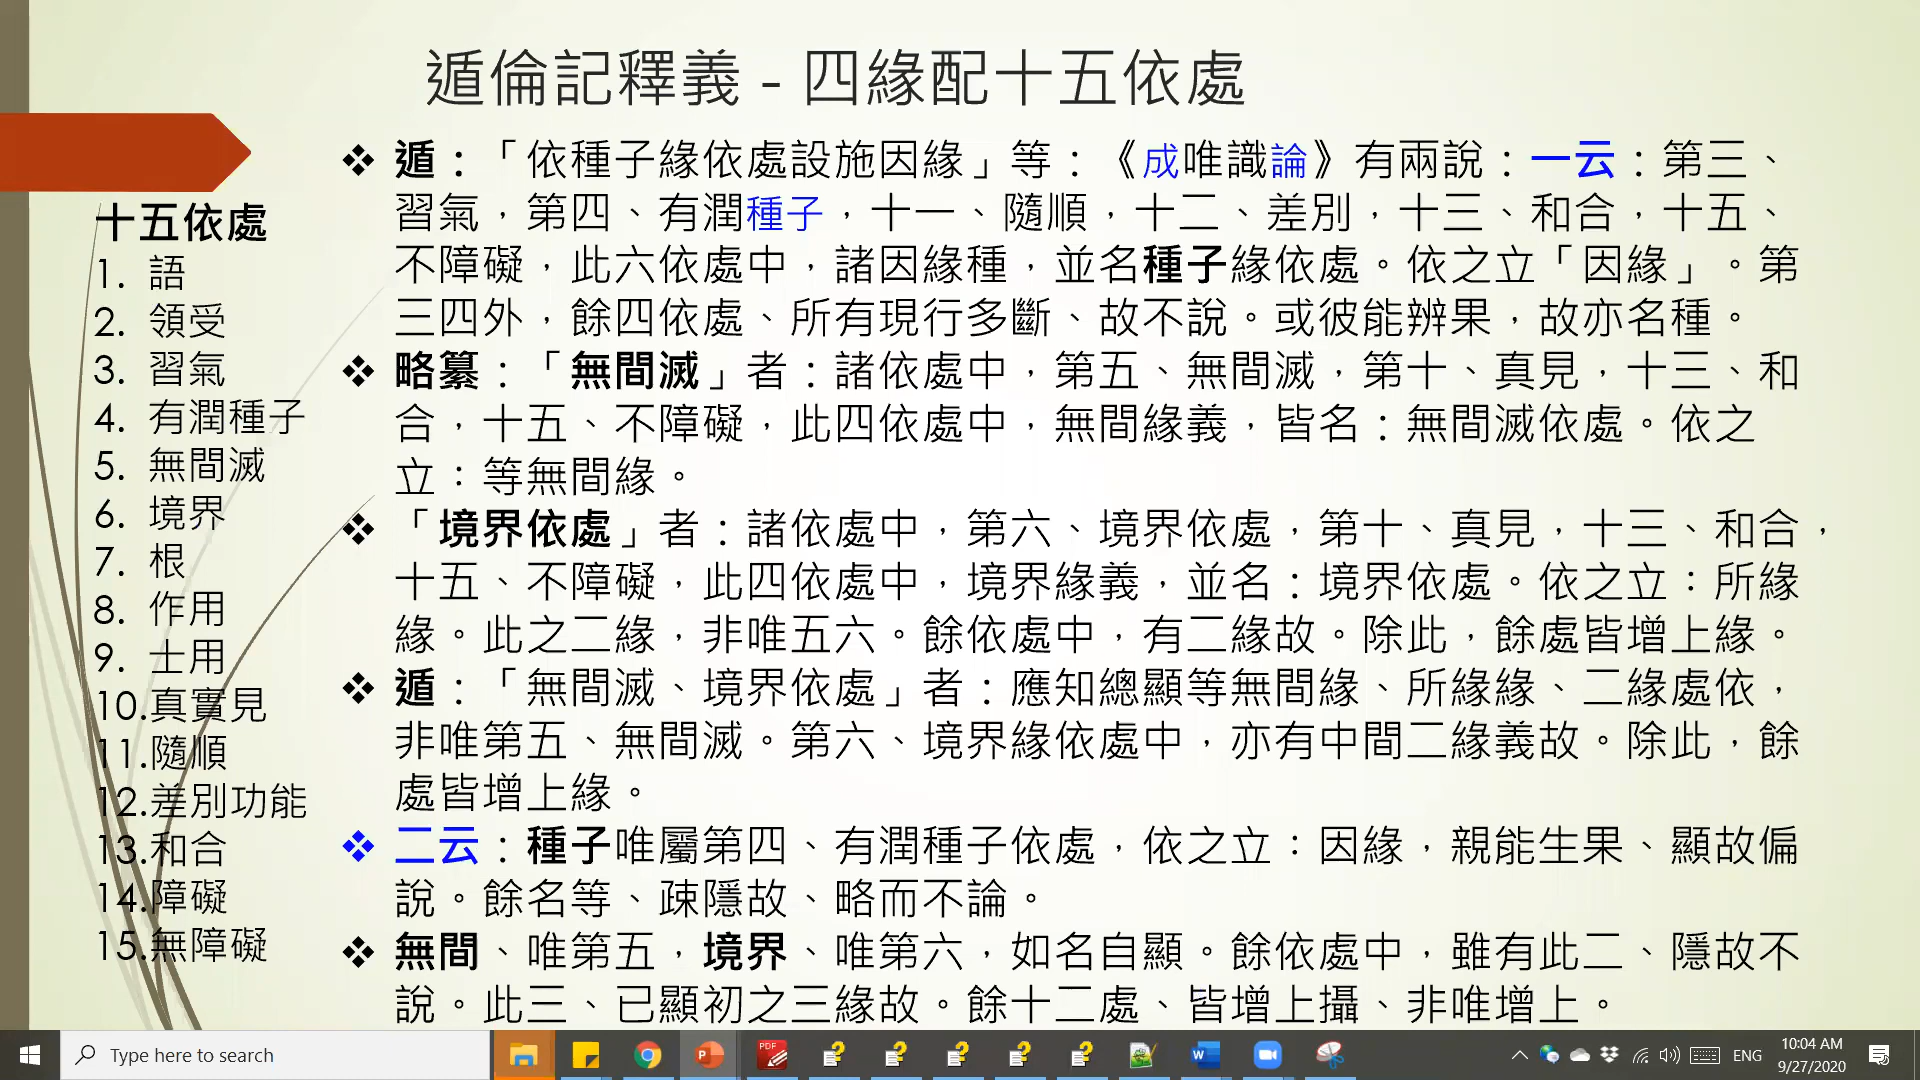 遁倫記釋義 - 四緣配十五依處
十五依處
1. 語
2. 領受
3. 習氣
4. 有潤種子
5. 無間滅
6. 境界
7. 根
8. 作用
9. 士用
10.真實見
11.隨順
12.差別功能
13.和合
14.障礙
15.無障礙
❖ 遁：「依種子緣依處設施因緣」等：《成唯識論》有兩說：一云：第三、
習氣，第四、有潤種子，十一、隨順，十二、差別，十三、和合，十五、
不障礙，此六依處中，諸因緣種，並名種子緣依處。依之立「因緣」。第
三四外，餘四依處、所有現行多斷、故不說。或彼能辨果，故亦名種。
❖ 略纂：「無間滅」者：諸依處中，第五、無間滅，第十、真見，十三、和
合，十五、不障礙，此四依處中，無間緣義，皆名：無間滅依處。依之
立：等無間緣。
❖ 「境界依處」者：諸依處中，第六、境界依處，第十、真見，十三、和合，
十五、不障礙，此四依處中，境界緣義，並名：境界依處。依之立：所緣
緣。此之二緣，非唯五六。餘依處中，有二緣故。除此，餘處皆增上緣。
❖ 遁：「無間滅、境界依處」者：應知總顯等無間緣、所緣緣、二緣處依，
非唯第五、無間滅。第六、境界緣依處中，亦有中間二緣義故。除此，餘
處皆增上緣。
❖ 二云：種子唯屬第四、有潤種子依處，依之立：因緣，親能生果、顯故偏
說。餘名等、疎隱故、略而不論。
❖ 無間、唯第五，境界、唯第六，如名自顯。餘依處中，雖有此二、隱故不
說。此三、已顯初之三緣故。餘十二處、皆增上攝、非唯增上。
Type here to search
PDF
ENG
10:04 AM
9/27/2020